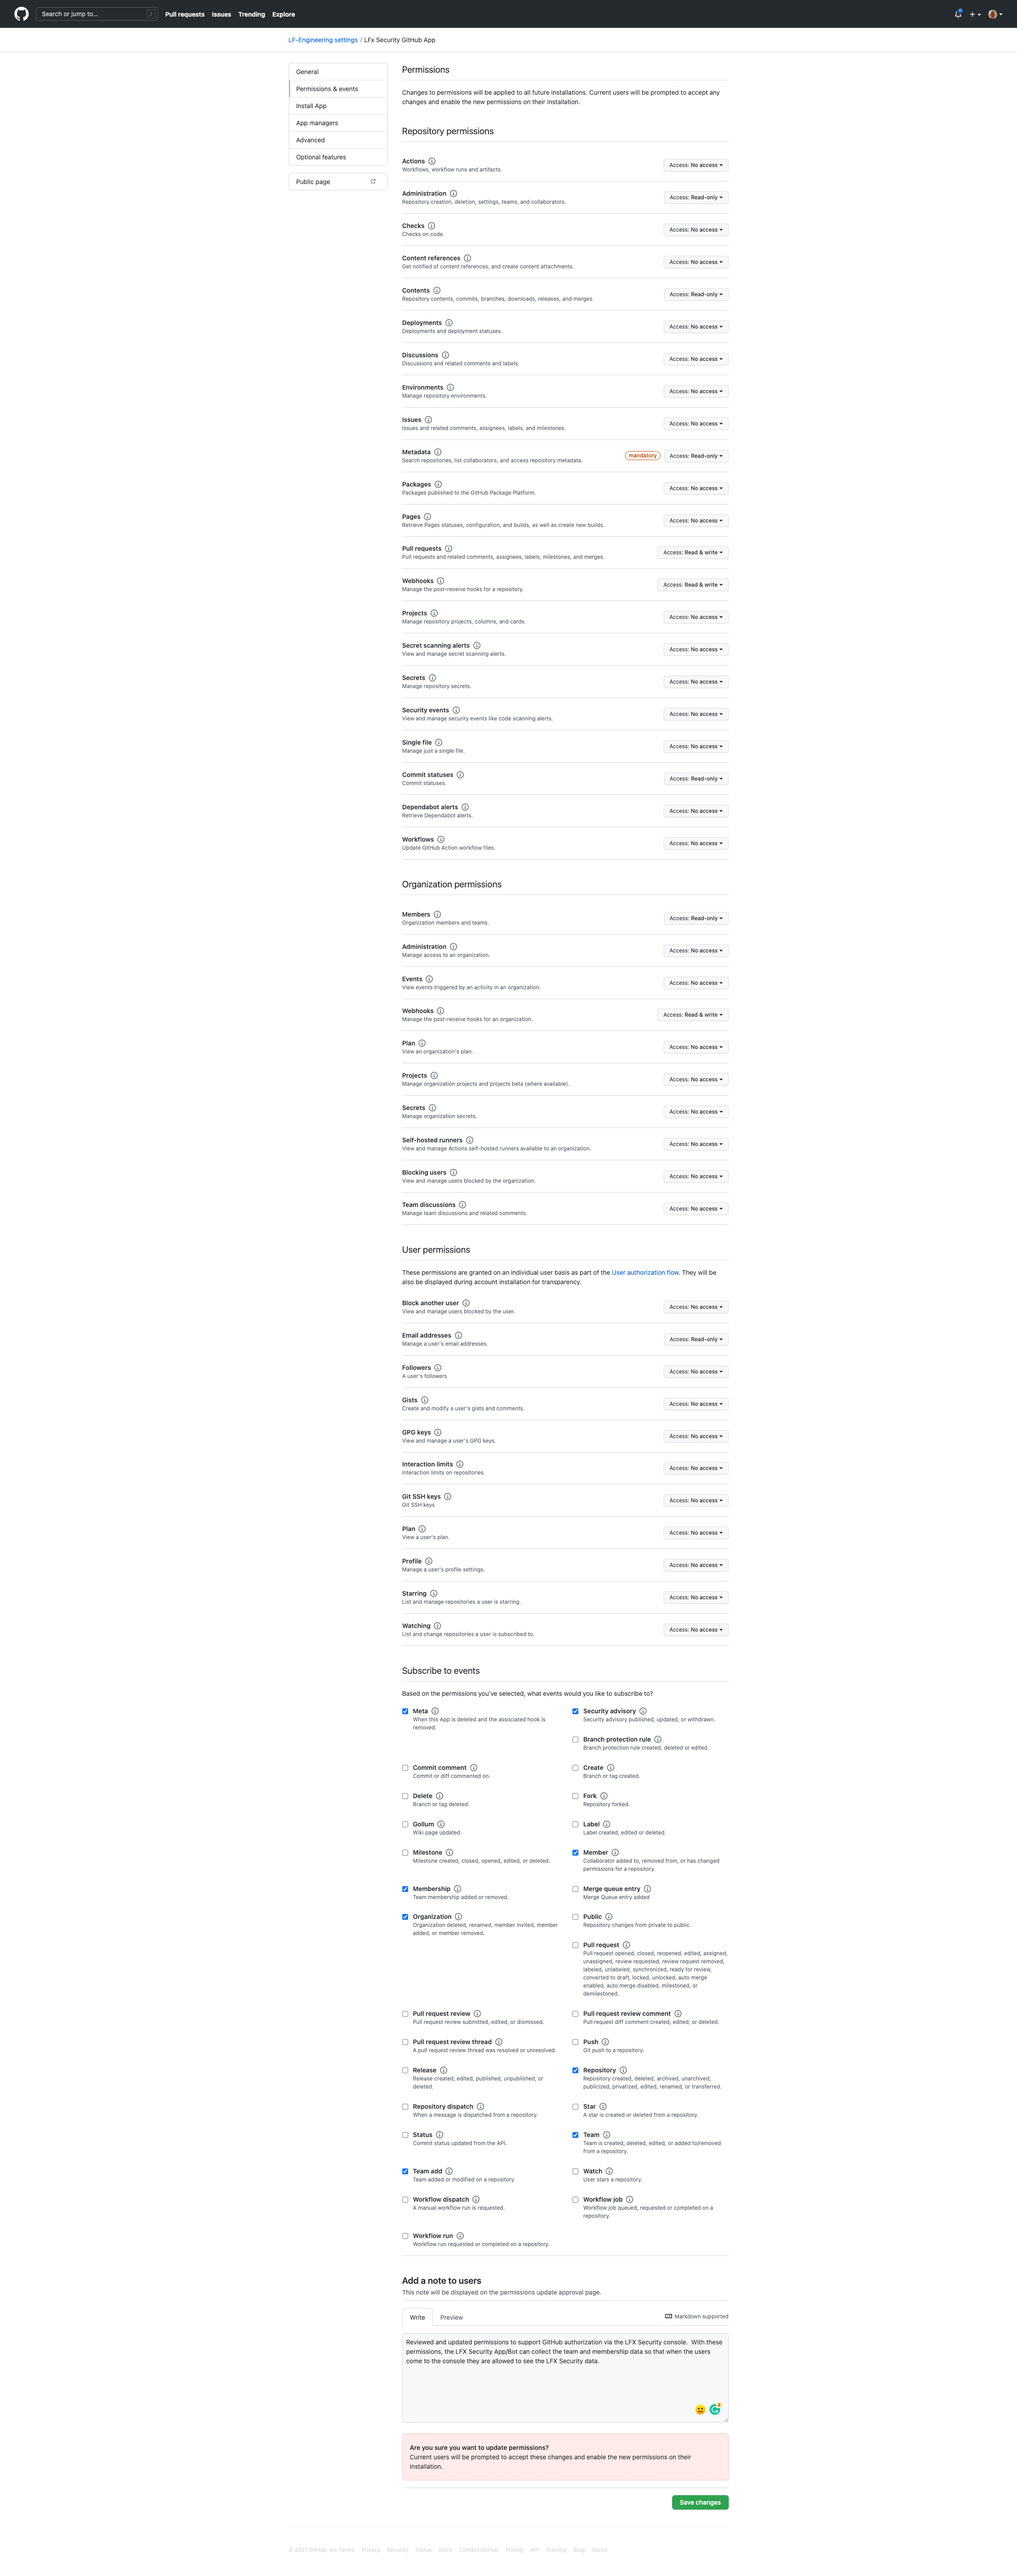 Search or jump to...
/
Pull requests
Issues
Trending
Explore
LF-Engineering settings / LFx Security GitHub App
General
Permissions & events
Install App
App managers
Advanced
Optional features
Public page
Permissions
Changes to permissions will be applied to all future installations. Current users will be prompted to accept any
changes and enable the new permissions on their installation.
Repository permissions
Actions
Workflows, workflow runs and artifacts.
Access: No access
Administration
Repository creation, deletion, settings, teams, and collaborators.
Access: Read-only
Checks
Checks on code.
Access: No access
Content references
Get notified of content references, and create content attachments.
Access: No access
Contents
Repository contents, commits, branches, downloads, releases, and merges.
Access: Read-only
Deployments
Deployments and deployment statuses.
Access: No access
Discussions
Discussions and related comments and labels.
Access: No access
Environments
Manage repository environments.
Access: No access
Issues
Issues and related comments, assignees, labels, and milestones.
Access: No access
Metadata
Search repositories, list collaborators, and access repository metadata.
mandatory
Access: Read-only
Packages
Packages published to the GitHub Package Platform.
Access: No access
Pages
Retrieve Pages statuses, configuration, and builds, as well as create new builds.
Access: No access
Pull requests
Pull requests and related comments, assignees, labels, milestones, and merges.
Access: Read & write
Webhooks
Manage the post-receive hooks for a repository.
Access: Read & write
Projects
Manage repository projects, columns, and cards.
Access: No access
Secret scanning alerts
View and manage secret scanning alerts.
Access: No access
Secrets
Manage repository secrets.
Access: No access
Security events
View and manage security events like code scanning alerts.
Access: No access
Single file
Manage just a single file.
Access: No access
Commit statuses
Commit statuses.
Access: Read-only
Dependabot alerts
Retrieve Dependabot alerts.
Access: No access
Workflows
Update GitHub Action workflow files.
Access: No access
Organization permissions
Members
Organization members and teams.
Access: Read-only
Administration
Manage access to an organization.
Access: No access
Events
View events triggered by an activity in an organization.
Access: No access
Webhooks
Manage the post-receive hooks for an organization.
Access: Read & write
Plan
View an organization's plan.
Access: No access
Projects
Manage organization projects and projects beta (where available).
Access: No access
Secrets
Manage organization secrets.
Access: No access
Self-hosted runners
View and manage Actions self-hosted runners available to an organization.
Access: No access
Blocking users
View and manage users blocked by the organization.
Access: No access
Team discussions
Manage team discussions and related comments.
Access: No access
User permissions
These permissions are granted on an individual user basis as part of the User authorization flow. They will be
also be displayed during account installation for transparency.
Block another user
View and manage users blocked by the user.
Access: No access
Email addresses
Manage a user's email addresses.
Access: Read-only
Followers
A user's followers
Access: No access
Gists
Create and modify a user's gists and comments.
Access: No access
GPG keys
View and manage a user's GPG keys.
Access: No access
Interaction limits
Interaction limits on repositories
Access: No access
Git SSH keys
Git SSH keys
Access: No access
Plan
View a user's plan.
Access: No access
Profile
Manage a user's profile settings.
Access: No access
Starring
List and manage repositories a user is starring.
Access: No access
Watching
List and change repositories a user is subscribed to.
Access: No access
Subscribe to events
Based on the permissions you've selected, what events would you like to subscribe to?
Meta
When this App is deleted and the associated hook is
removed.
Security advisory
Security advisory published, updated, or withdrawn.
Branch protection rule
Branch protection rule created, deleted or edited.
Commit comment
Commit or diff commented on.
Create
Branch or tag created.
Delete
Branch or tag deleted.
Fork
Repository forked.
Gollum
Wiki page updated.
Label
Label created, edited or deleted.
Milestone
Milestone created, closed, opened, edited, or deleted.
Member
Collaborator added to, removed from, or has changed
permissions for a repository.
Membership
Team membership added or removed.
Merge queue entry
Merge Queue entry added
Organization
Organization deleted, renamed, member invited, member
added, or member removed.
Public
Repository changes from private to public.
Pull request
Pull request opened, closed, reopened, edited, assigned,
unassigned, review requested, review request removed,
labeled, unlabeled, synchronized, ready for review,
converted to draft, locked, unlocked, auto merge
enabled, auto merge disabled, milestoned, or
demilestoned.
Pull request review
Pull request review submitted, edited, or dismissed.
Pull request review comment
Pull request diff comment created, edited, or deleted.
Pull request review thread
A pull request review thread was resolved or unresolved.
Push
Git push to a repository.
Release
Release created, edited, published, unpublished, or
deleted.
Repository
Repository created, deleted, archived, unarchived,
publicized, privatized, edited, renamed, or transferred.
Repository dispatch
When a message is dispatched from a repository.
Star
A star is created or deleted from a repository.
Status
Commit status updated from the API.
Team
Team is created, deleted, edited, or added to/removed
from a repository.
Team add
Team added or modified on a repository.
Watch
User stars a repository.
Workflow dispatch
A manual workflow run is requested.
Workflow job
Workflow job queued, requested or completed on a
repository.
Workflow run
Workflow run requested or completed on a repository.
Add a note to users
This note will be displayed on the permissions update approval page.
Write
Preview
Markdown supported
Reviewed and updated permissions to support GitHub authorization via the LFX Security console.  With these
permissions, the LFX Security App/Bot can collect the team and membership data so that when the users
come to the console they are allowed to see the LFX Security data.
Are you sure you want to update permissions?
Current users will be prompted to accept these changes and enable the new permissions on their
installation.
Save changes
© 2021 GitHub, Inc. Terms Privacy Security Status Docs Contact GitHub Pricing API Training Blog About